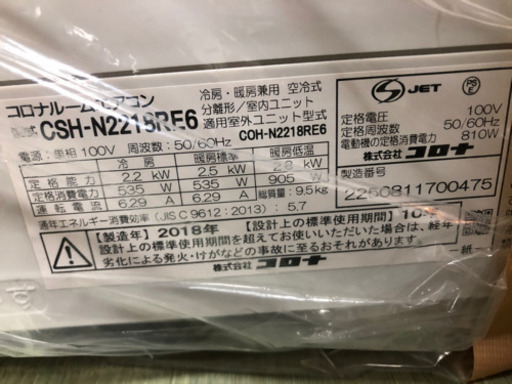 コロナルームエアコン
冷房・暖房兼用 空冷式
分離形/室内ユニット
型式 CSH-N2218RE6
適用室外ユニット型式
COH-N2218RE6
電源:単相 100V 周波数:50/60Hz
冷房 暖房標準 暖房低温
定格能力 2.2 kW 2.5 kW 2.8 kW
定格消費電力 535 W 535 W 905 W
運転電流 6.29 A 6.29 A 総質量:9.5kg
通年エネルギー消費効率(JIS C 9612:2013):5.7
【製造年】2018年 【設計上の標準使用期間】10年
設計上の標準使用期間を超えてお使いいただいた場合は、経年
劣化による発火・けがなどの事故に至るおそれがあります。
株式会社 コロナ
S JET
PS E
定格電圧 100V
定格周波数 50/60Hz
電動機の定格消費電力 810W
株式会社 コロナ
製造番号
2250811700475